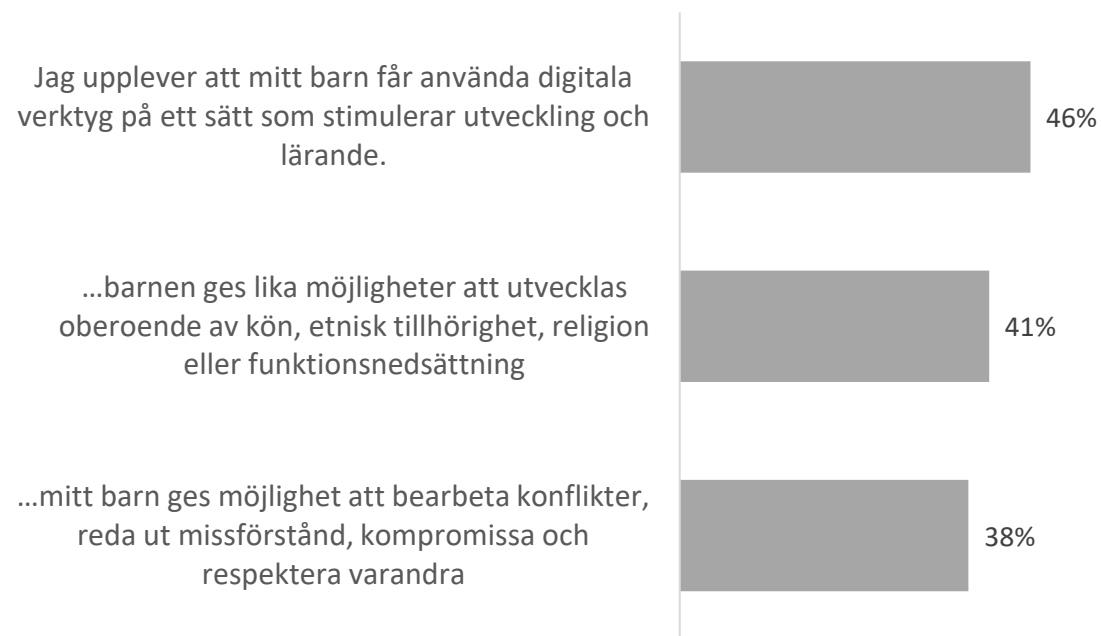 Jag upplever att mitt barn får använda digitala
verktyg på ett sätt som stimulerar utveckling och
lärande.
46%
…barnen ges lika möjligheter att utvecklas
oberoende av kön, etnisk tillhörighet, religion
eller funktionsnedsättning
41%
…mitt barn ges möjlighet att bearbeta konflikter,
reda ut missförstånd, kompromissa och
respektera varandra
38%